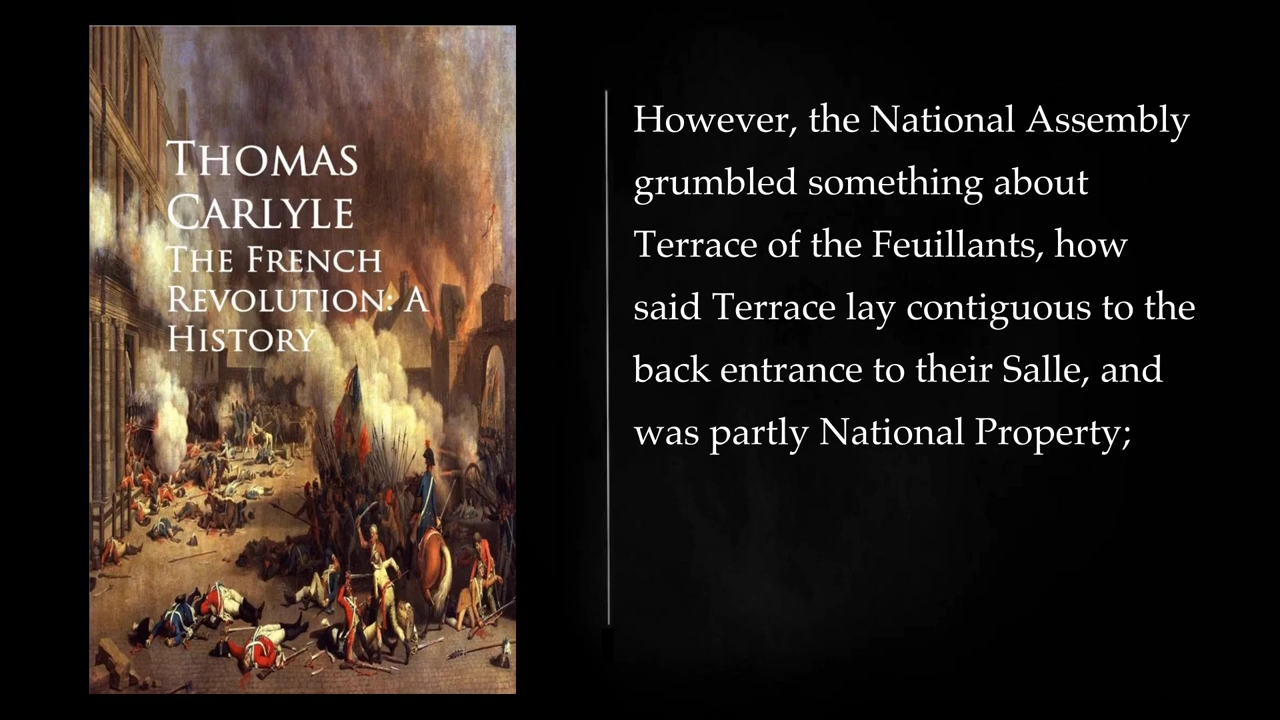 THOMAS
CARLYLE
THE FRENCH
REVOLUTION: A
HISTORY
However, the National Assembly
grumbled something about
Terrace of the Feuillants, how
said Terrace lay contiguous to the
back entrance to their Salle, and
was partly National Property;